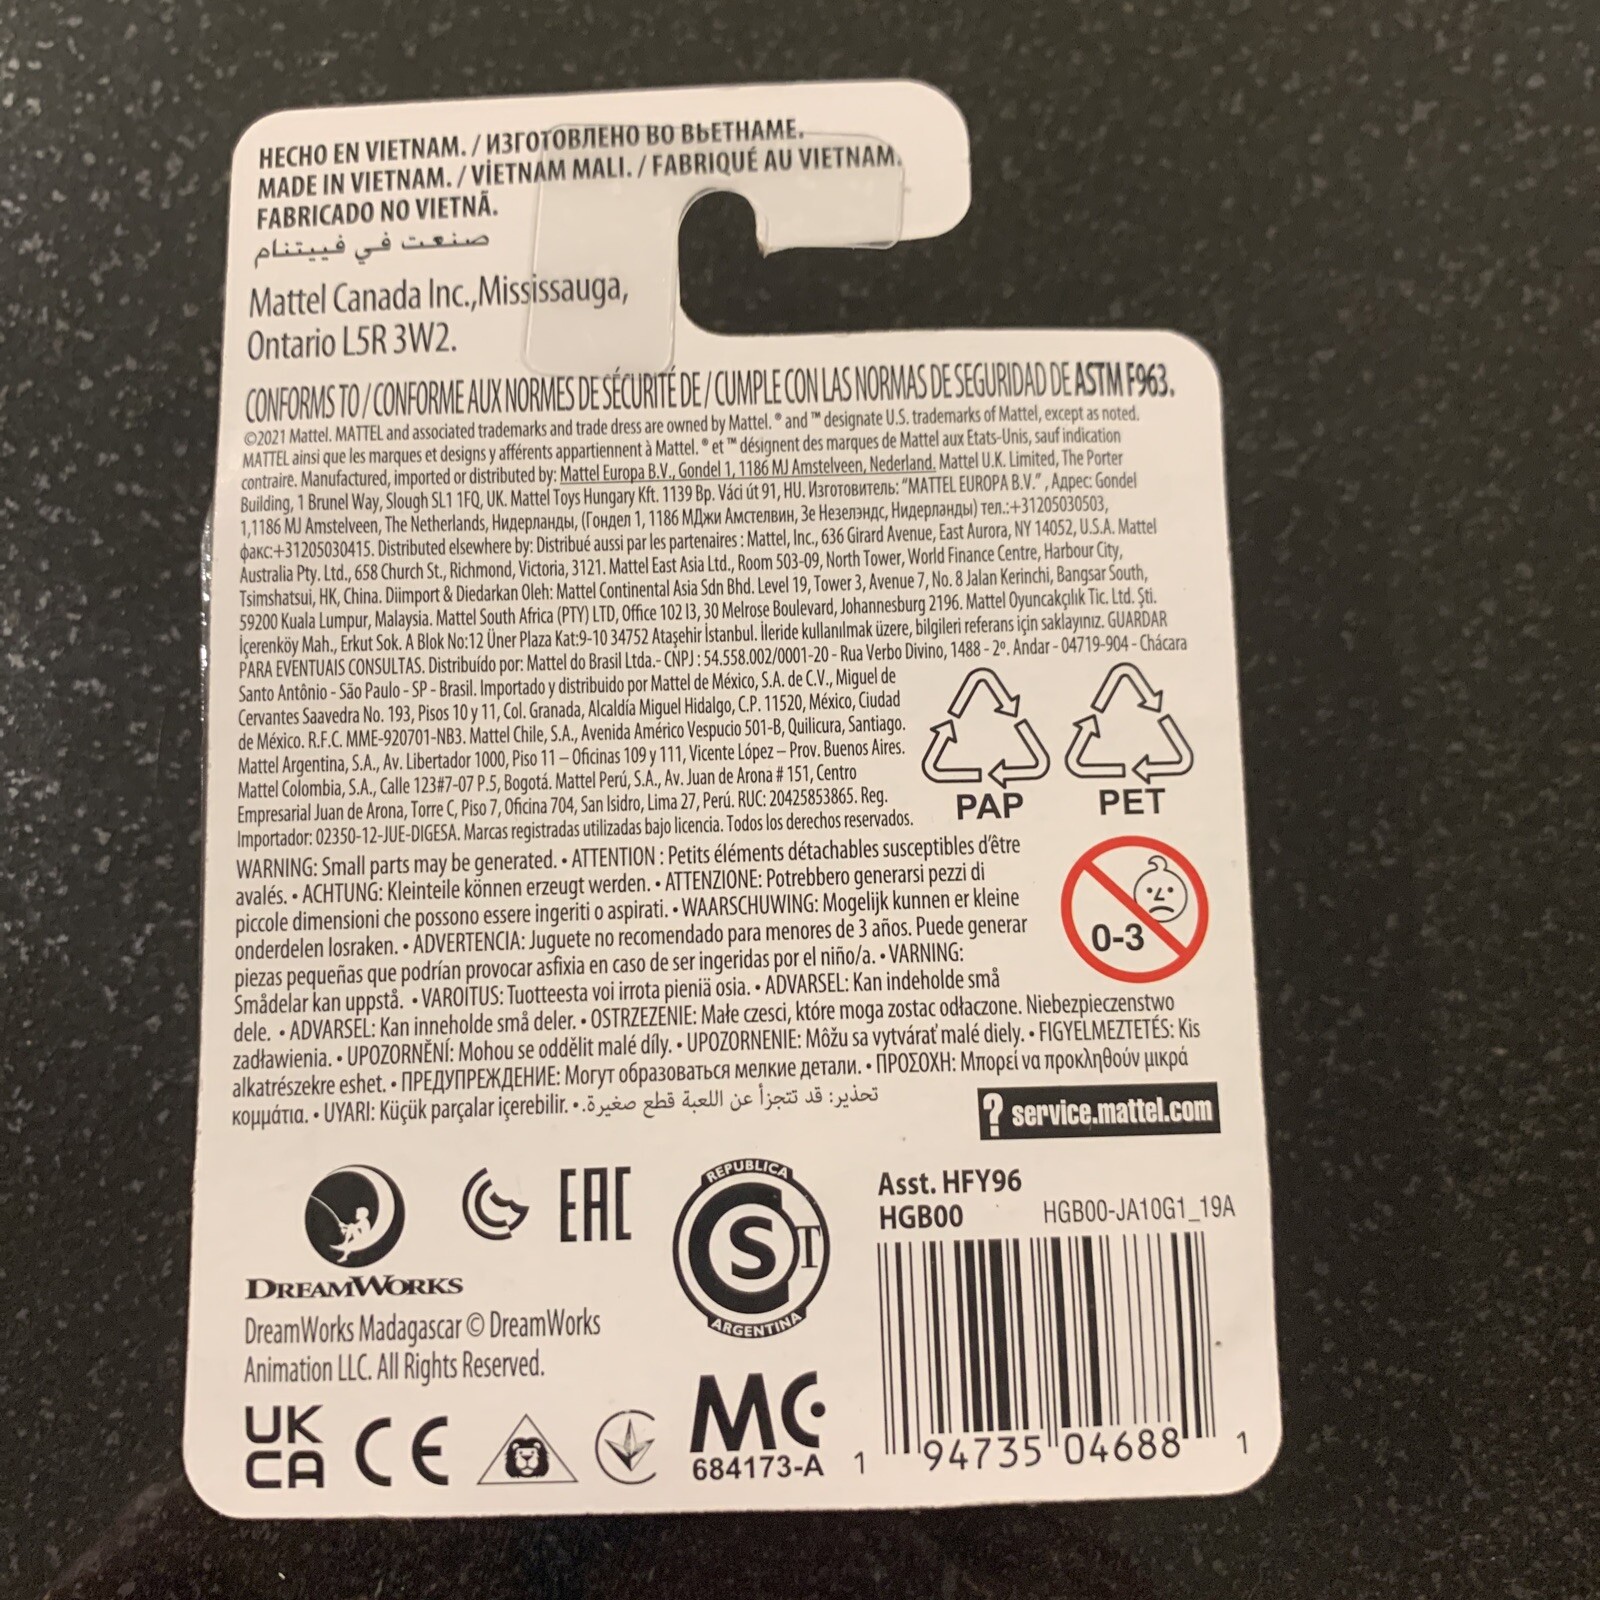 HECHO EN VIETNAM. / ИЗГОТОВЛЕНО ВО ВЬЕТНАМЕ.
MADE IN VIETNAM. / VİETNAM MALI. / FABRIQUÉ AU VIETNAM.
FABRICADO NO VIETNÃ.
صنعت في فييتنام
Mattel Canada Inc.,Mississauga,
Ontario L5R 3W2.
CONFORMS TO / CONFORME AUX NORMES DE SÉCURITÉ DE / CUMPLE CON LAS NORMAS DE SEGURIDAD DE ASTM F963.
©2021 Mattel. MATTEL and associated trademarks and trade dress are owned by Mattel. ® and ™ designate U.S. trademarks of Mattel, except as noted.
MATTEL ainsi que les marques et designs y afférents appartiennent à Mattel. ® et ™ désignent des marques de Mattel aux Etats-Unis, sauf indication
contraire. Manufactured, imported or distributed by: Mattel Europa B.V., Gondel 1, 1186 MJ Amstelveen, Nederland. Mattel U.K. Limited, The Porter
Building, 1 Brunel Way, Slough SL1 1FQ, UK. Mattel Toys Hungary Kft. 1139 Bp. Váci út 91, HU. Изготовитель: "MATTEL EUROPA B.V." , Адрес: Gondel
1,1186 MJ Amstelveen, The Netherlands, Нидерланды, (Гондел 1, 1186 МДжи Амстелвин, Зе Незелэндс, Нидерланды) тел.:+31205030503,
факс:+31205030415. Distributed elsewhere by: Distribué aussi par les partenaires : Mattel, Inc., 636 Girard Avenue, East Aurora, NY 14052, U.S.A. Mattel
Australia Pty. Ltd., 658 Church St., Richmond, Victoria, 3121. Mattel East Asia Ltd., Room 503-09, North Tower, World Finance Centre, Harbour City,
Tsimshatsui, HK, China. Diimport & Diedarkan Oleh: Mattel Continental Asia Sdn Bhd. Level 19, Tower 3, Avenue 7, No. 8 Jalan Kerinchi, Bangsar South,
59200 Kuala Lumpur, Malaysia. Mattel South Africa (PTY) LTD, Office 102 I3, 30 Melrose Boulevard, Johannesburg 2196. Mattel Oyuncakçılık Tic. Ltd. Şti.
İçerenköy Mah., Erkut Sok. A Blok No:12 Üner Plaza Kat:9-10 34752 Ataşehir İstanbul. İleride kullanılmak üzere, bilgileri referans için saklayınız. GUARDAR
PARA EVENTUAIS CONSULTAS. Distribuído por: Mattel do Brasil Ltda.- CNPJ : 54.558.002/0001-20 - Rua Verbo Divino, 1488 - 2º. Andar - 04719-904 - Chácara
Santo Antônio - São Paulo - SP - Brasil. Importado y distribuido por Mattel de México, S.A. de C.V., Miguel de
Cervantes Saavedra No. 193, Pisos 10 y 11, Col. Granada, Alcaldía Miguel Hidalgo, C.P. 11520, México, Ciudad
de México. R.F.C. MME-920701-NB3. Mattel Chile, S.A., Avenida Américo Vespucio 501-B, Quilicura, Santiago.
Mattel Argentina, S.A., Av. Libertador 1000, Piso 11 – Oficinas 109 y 111, Vicente López – Prov. Buenos Aires.
Mattel Colombia, S.A., Calle 123#7-07 P.5, Bogotá. Mattel Perú, S.A., Av. Juan de Arona # 151, Centro
Empresarial Juan de Arona, Torre C, Piso 7, Oficina 704, San Isidro, Lima 27, Perú. RUC: 20425853865. Reg.
Importador: 02350-12-JUE-DIGESA. Marcas registradas utilizadas bajo licencia. Todos los derechos reservados.
PAP
PET
WARNING: Small parts may be generated. • ATTENTION : Petits éléments détachables susceptibles d'être
avalés. • ACHTUNG: Kleinteile können erzeugt werden. • ATTENZIONE: Potrebbero generarsi pezzi di
piccole dimensioni che possono essere ingeriti o aspirati. • WAARSCHUWING: Mogelijk kunnen er kleine
onderdelen losraken. • ADVERTENCIA: Juguete no recomendado para menores de 3 años. Puede generar
piezas pequeñas que podrían provocar asfixia en caso de ser ingeridas por el niño/a. • VARNING:
Smådelar kan uppstå. • VAROITUS: Tuotteesta voi irrota pieniä osia. • ADVARSEL: Kan indeholde små
dele. • ADVARSEL: Kan inneholde små deler. • OSTRZEZENIE: Małe czesci, które moga zostac odłaczone. Niebezpieczenstwo
zadławienia. • UPOZORNĚNÍ: Mohou se oddělit malé díly. • UPOZORNENIE: Môžu sa vytvárať malé diely. • FIGYELMEZTETÉS: Kis
alkatrészekre eshet. • ПРЕДУПРЕЖДЕНИЕ: Могут образоваться мелкие детали. • ΠΡΟΣΟΧΗ: Μπορεί να προκληθούν μικρά
κομμάτια. • UYARI: Küçük parçalar içerebilir. • تحذير: قد تتجزأ عن اللعبة قطع صغيرة.
0-3
? service.mattel.com
DREAMWORKS
DreamWorks Madagascar © DreamWorks
Animation LLC. All Rights Reserved.
EAC
REPUBLICA
S T
ARGENTINA
Asst. HFY96
HGB00 HGB00-JA10G1_19A
UK
CA
CE
MC
684173-A
1 94735 04688 1